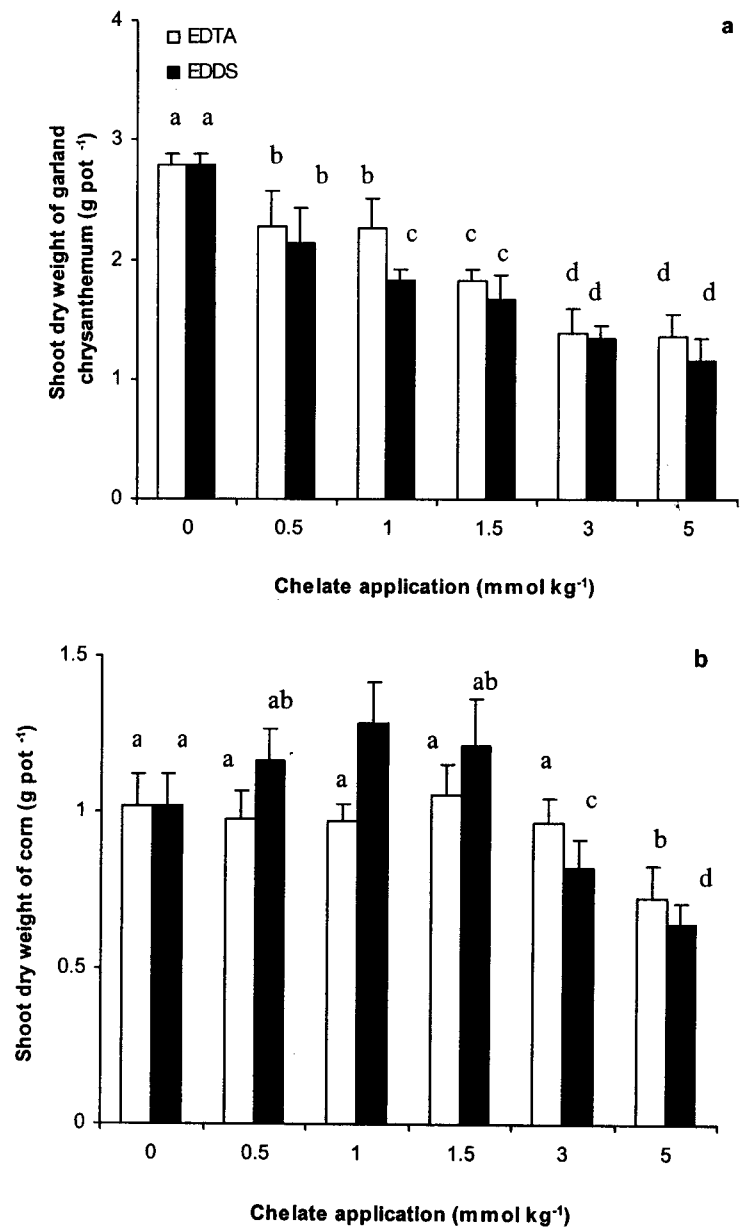 a
4
EDTA
EDDS
a a
3
b b b
c c c
d d d d
2
1
0
Shoot dry weight of garland
chrysanthemum (g pot -1)
0 0.5 1 1.5 3 5
Chelate application (mmol kg-1)
b
1.5
ab ab
a a a a a a
c
b d
1
0.5
0
Shoot dry weight of corn (g pot -1)
0 0.5 1 1.5 3 5
Chelate application (mmol kg-1)